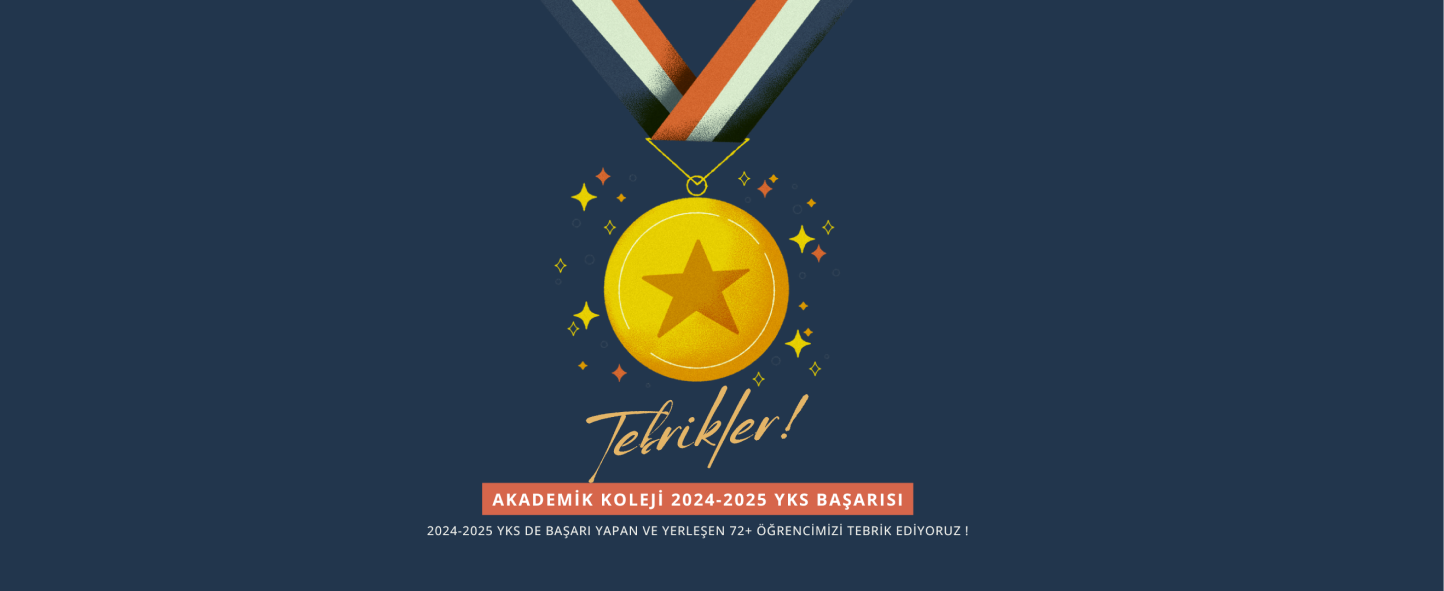 Tebrikler!
AKADEMİK KOLEJİ 2024-2025 YKS BAŞARISI
2024-2025 YKS DE BAŞARI YAPAN VE YERLEŞEN 72+ ÖĞRENCİMİZİ TEBRİK EDİYORUZ !